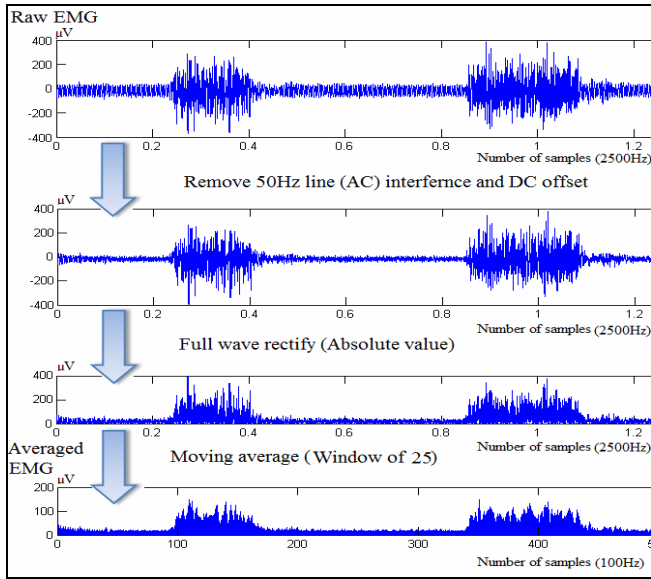 Raw EMG
µV
400
200
0
-200
-400
0 0.2 0.4 0.6 0.8 1 1.2
Number of samples (2500Hz)
Remove 50Hz line (AC) interfernce and DC offset
µV
400
200
0
-200
-400
0 0.2 0.4 0.6 0.8 1 1.2
Number of samples (2500Hz)
Full wave rectify (Absolute value)
µV
400
200
0
0 0.2 0.4 0.6 0.8 1 1.2
Number of samples (2500Hz)
Averaged EMG
Moving average (Window of 25)
µV
200
100
0
0 100 200 300 400
Number of samples (100Hz)